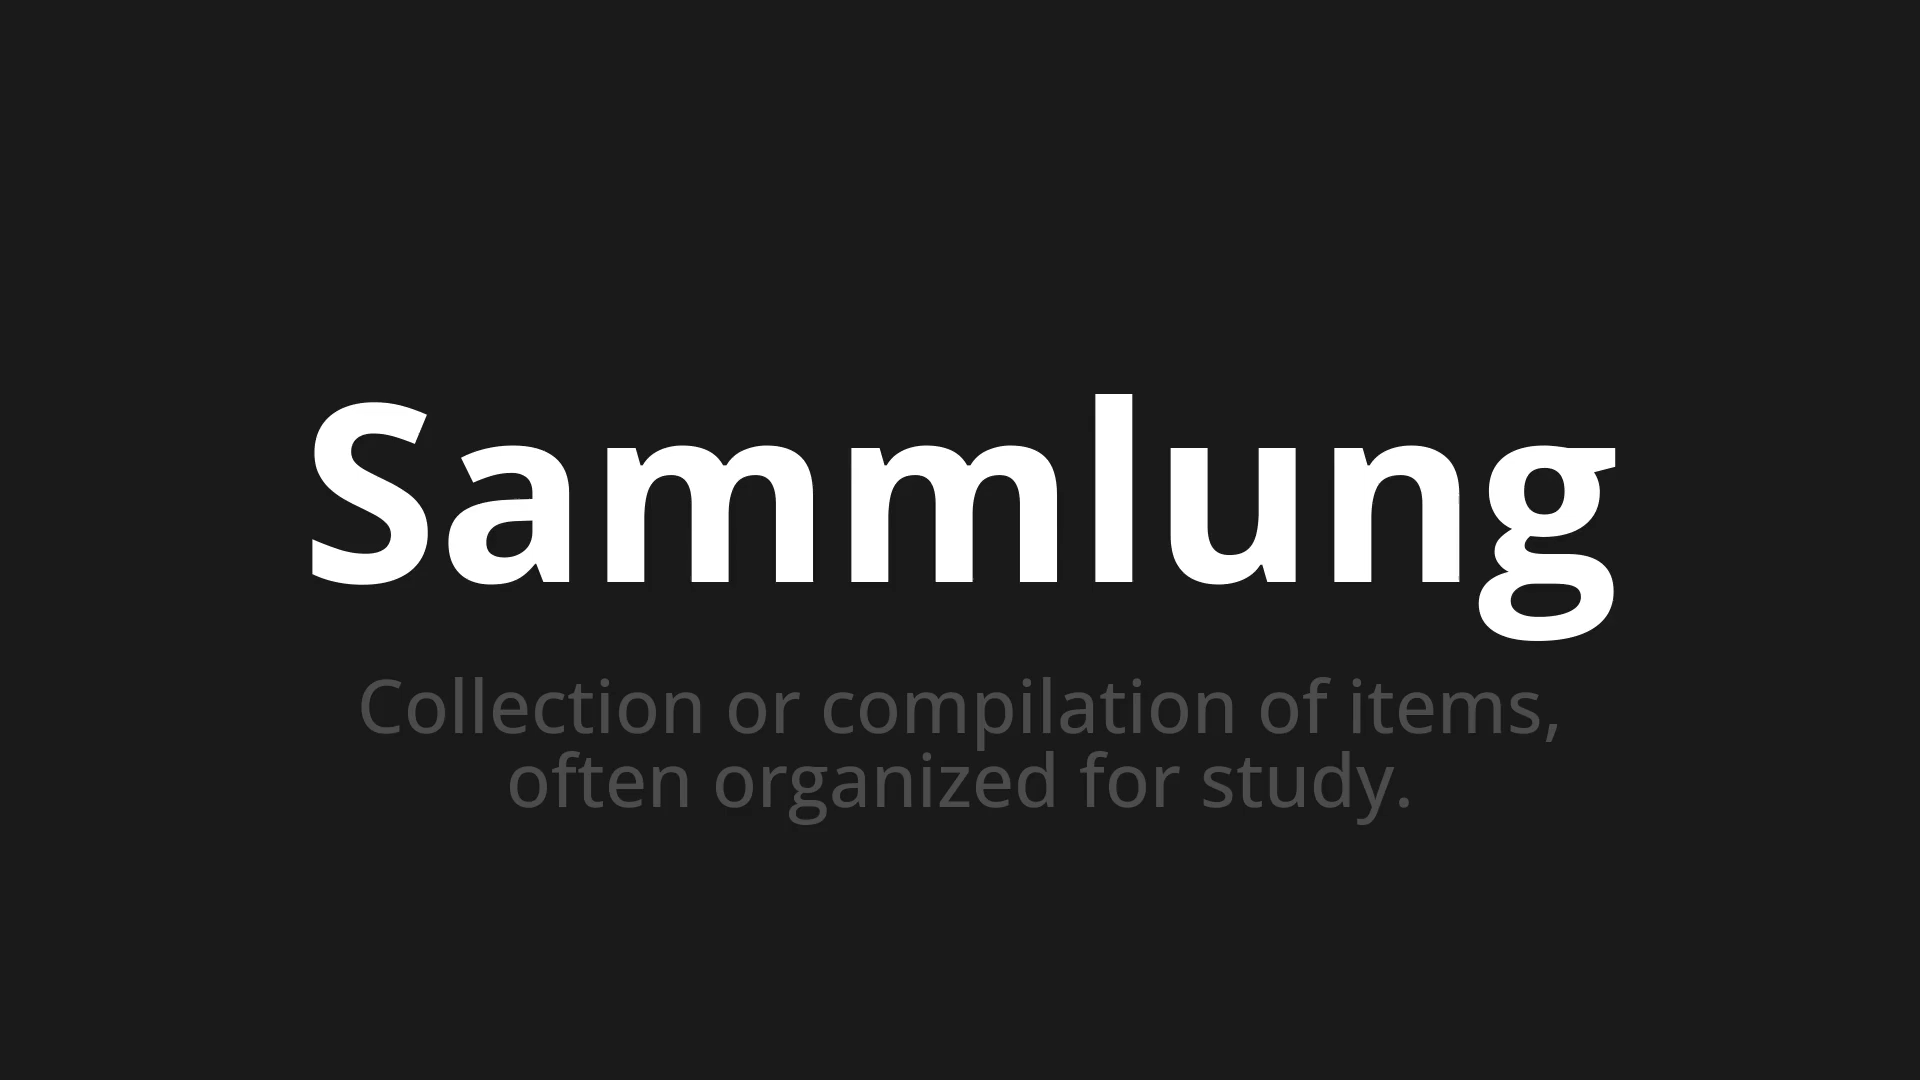 Sammlung
Collection or compilation of items,
often organized for study.